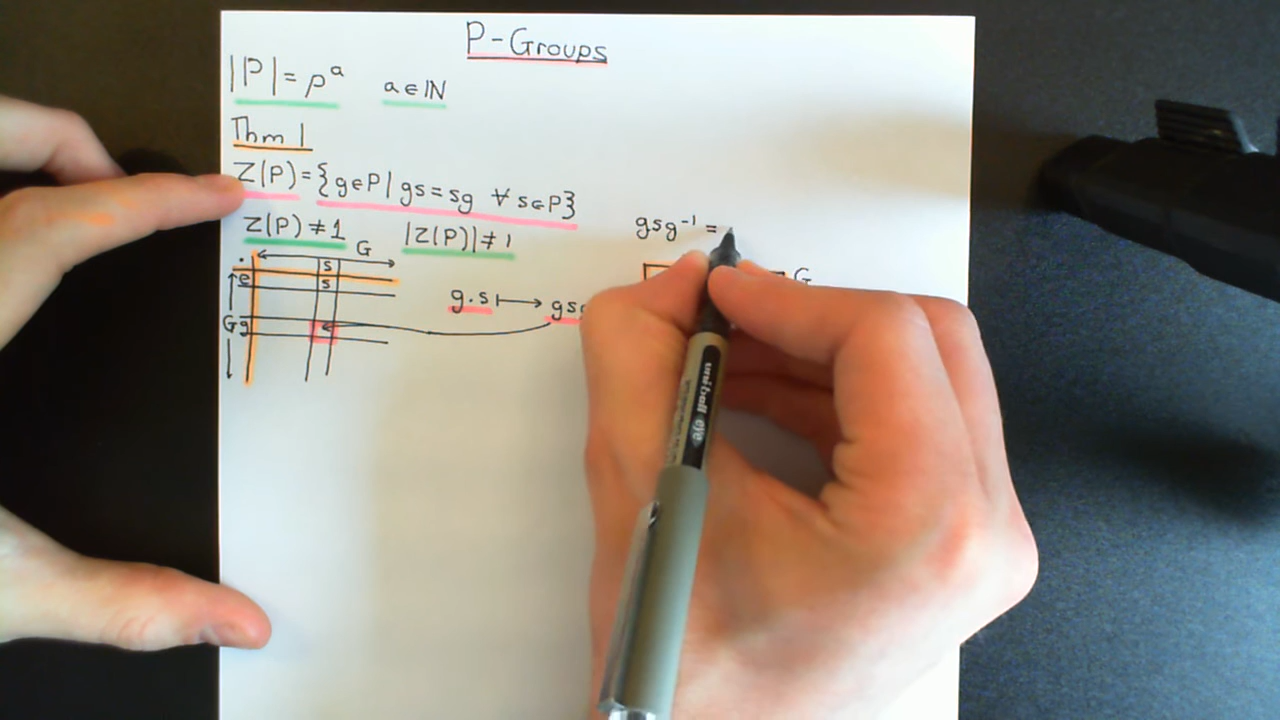 P-Groups
|P| = p^a a ∈ ℕ
Thm 1
Z(P) = {g∈P | gs = sg ∀ s∈P}
Z(P) ≠ 1 |Z(P)| ≠ 1
gsg⁻¹ =
G
. s
e s
g.s ⟼ gs
G g
G
uni-ball eye